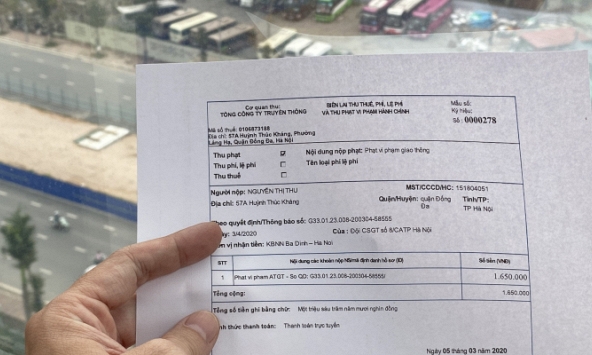 Cơ quan thu:
TỔNG CÔNG TY TRUYỀN THÔNG
BIÊN LAI THU THUẾ, PHÍ, LỆ PHÍ
VÀ THU PHẠT VI PHẠM HÀNH CHÍNH
Mẫu số:
Ký hiệu:
Số : 0000278
Mã số thuế: 0106873188
Địa chỉ: 57A Huỳnh Thúc Kháng, Phường
Láng Hạ, Quận Đống Đa, Hà Nội
Thu phạt Nội dung nộp phạt: Phạt vi phạm giao thông
Thu phí, lệ phí Tên loại phí lệ phí
Thu thuế
Người nộp: NGUYỄN THỊ THU MST/CCCD/HC: 151804051
Địa chỉ: 57A Huỳnh Thúc Kháng Quận/Huyện: quận Đống Đa Tỉnh/TP: TP Hà Nội
Theo quyết định/Thông báo số: G33.01.23.008-200304-58555
3/4/2020 Của : Đội CSGT số 6/CATP Hà Nội
vị nhận tiền: KBNN Ba Đình – Hà Nội
STT Nội dung các khoản nộp định danh hồ sơ (ID) Số tiền (VND)
1 Phạt vi phạm ATGT - So QD: G33.01.23.008-200304-58555/ 1.650.000
Tổng cộng: 1.650.000
Tổng số tiền ghi bằng chữ: Một triệu sáu trăm năm mươi nghìn đồng
thức thanh toán: Thanh toán trực tuyến
Ngày 05 tháng 03 năm 2020